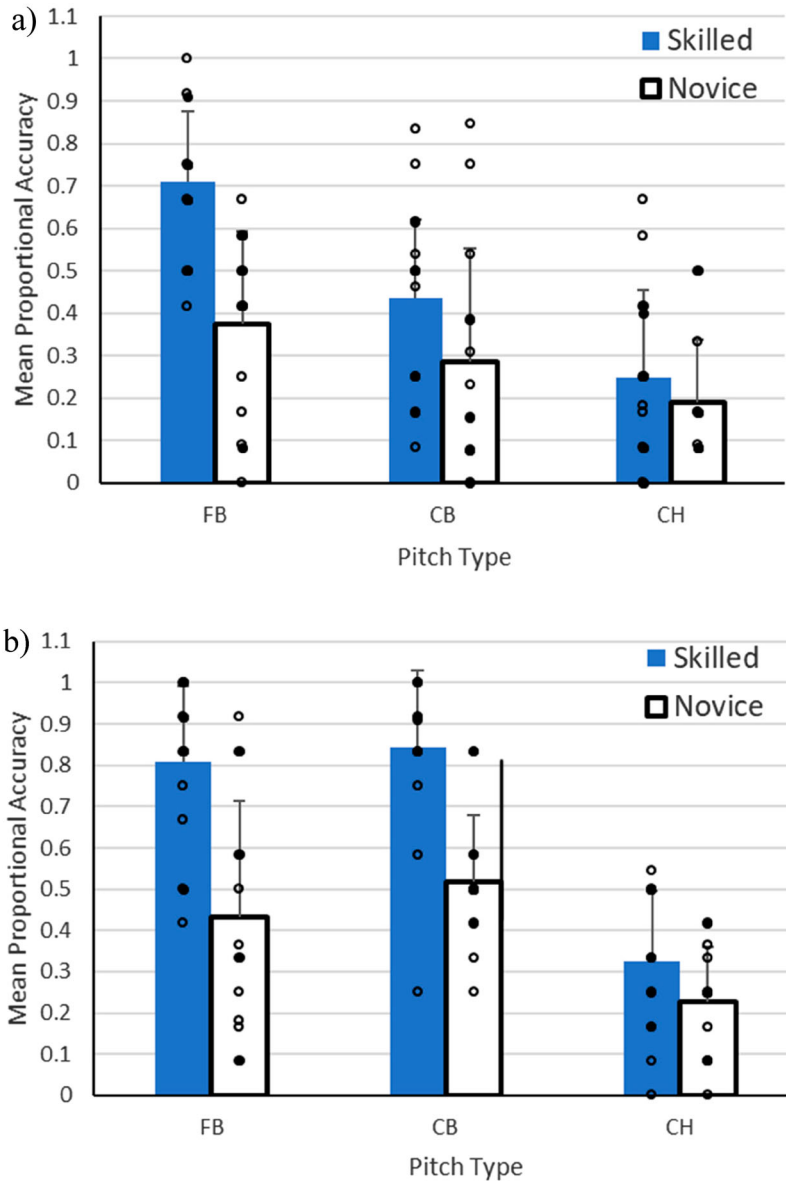 a)
Mean Proportional Accuracy
1.1
1
0.9
0.8
0.7
0.6
0.5
0.4
0.3
0.2
0.1
0
Skilled
Novice
FB CB CH
Pitch Type
b)
Mean Proportional Accuracy
1.1
1
0.9
0.8
0.7
0.6
0.5
0.4
0.3
0.2
0.1
0
Skilled
Novice
FB CB CH
Pitch Type